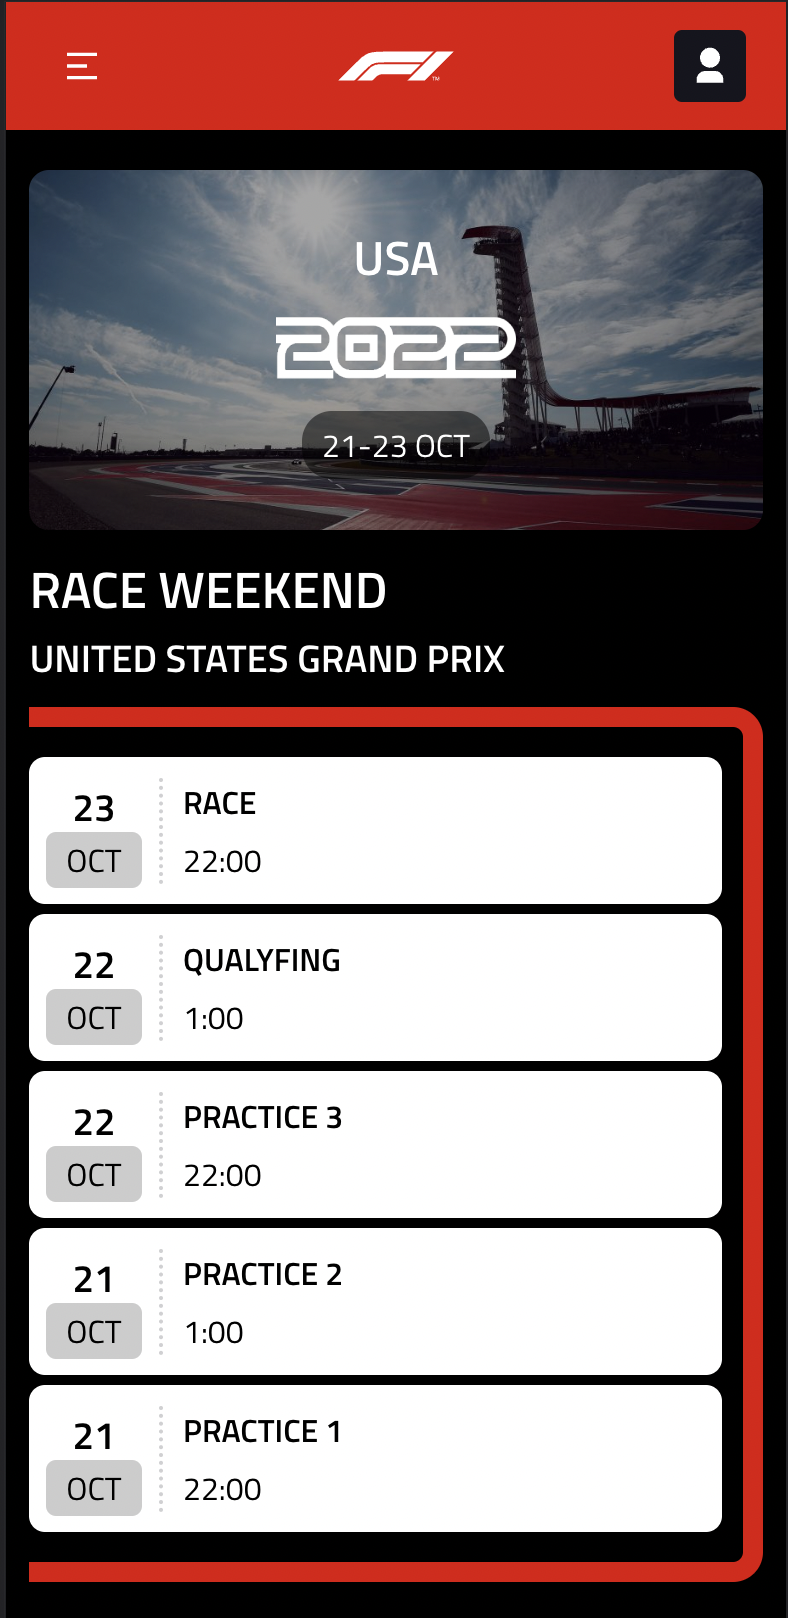 F1
TM
USA
2022
21-23 OCT
RACE WEEKEND
UNITED STATES GRAND PRIX
23
OCT
RACE
22:00
22
OCT
QUALYFING
1:00
22
OCT
PRACTICE 3
22:00
21
OCT
PRACTICE 2
1:00
21
OCT
PRACTICE 1
22:00